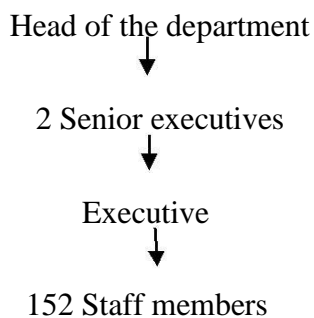 Head of the department
2 Senior executives
Executive
152 Staff members